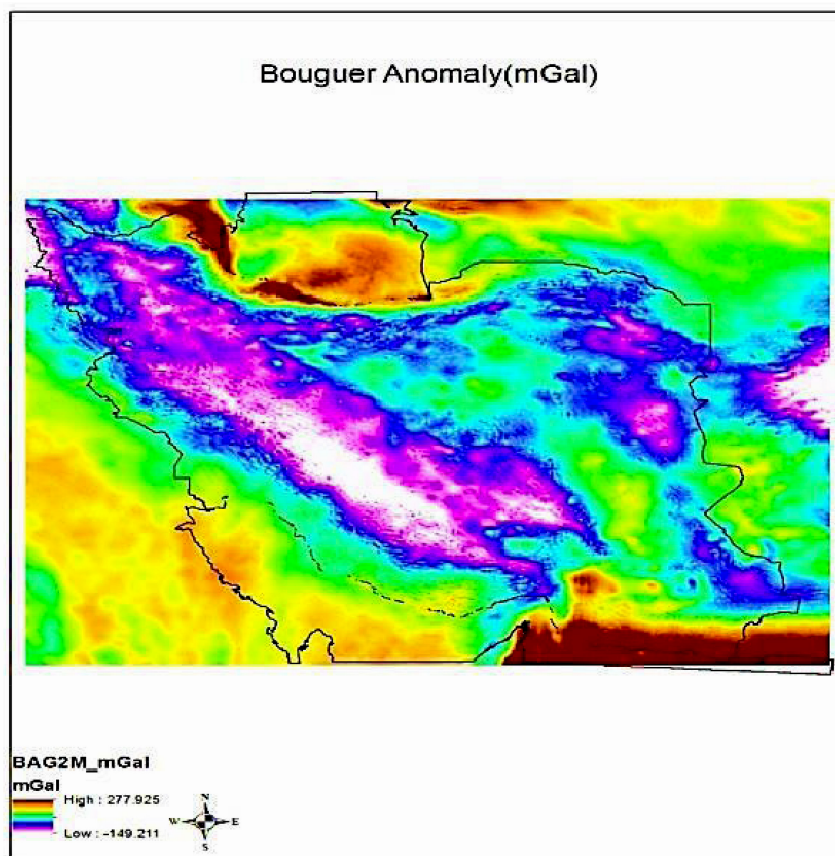 Bouguer Anomaly(mGal)
BAG2M_mGal
mGal
High : 277.925
Low : -149.211
N
W E
S